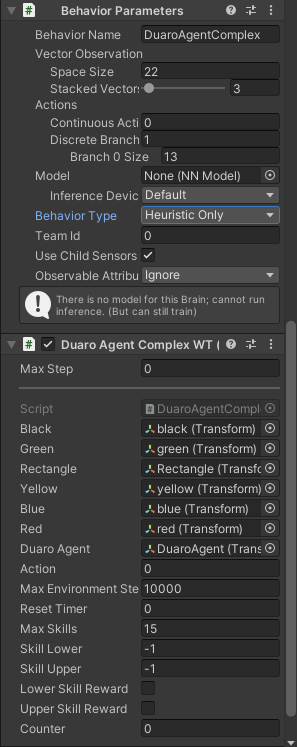 Behavior Parameters
Behavior Name DuaroAgentComplex
Vector Observation
Space Size 22
Stacked Vectors 3
Actions
Continuous Acti 0
Discrete Branch 1
Branch 0 Size 13
Model None (NN Model)
Inference Devic Default
Behavior Type Heuristic Only
Team Id 0
Use Child Sensors
Observable Attribu Ignore
There is no model for this Brain; cannot run
inference. (But can still train)
Duaro Agent Complex WT (
Max Step 0
Script DuaroAgentCompl
Black black (Transform)
Green green (Transform)
Rectangle Rectangle (Transfo
Yellow yellow (Transform)
Blue blue (Transform)
Red red (Transform)
Duaro Agent DuaroAgent (Trans
Action 0
Max Environment Ste 10000
Reset Timer 0
Max Skills 15
Skill Lower -1
Skill Upper -1
Lower Skill Reward
Upper Skill Reward
Counter 0